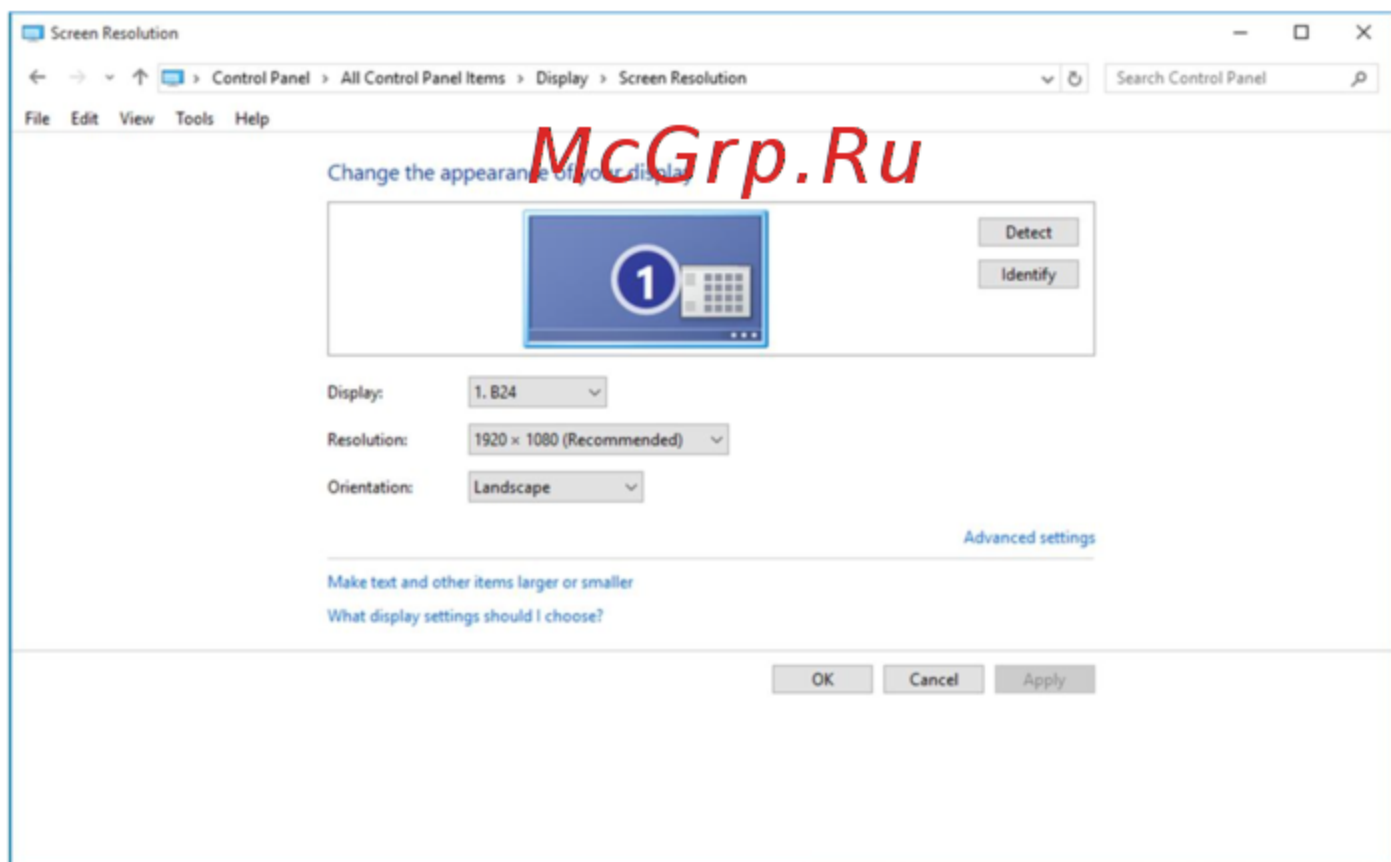 Screen Resolution
Control Panel > All Control Panel Items > Display > Screen Resolution
Search Control Panel
File Edit View Tools Help
McGrp.Ru
Change the appearance of your display
1
Detect
Identify
Display: 1. B24
Resolution: 1920 × 1080 (Recommended)
Orientation: Landscape
Advanced settings
Make text and other items larger or smaller
What display settings should I choose?
OK Cancel Apply